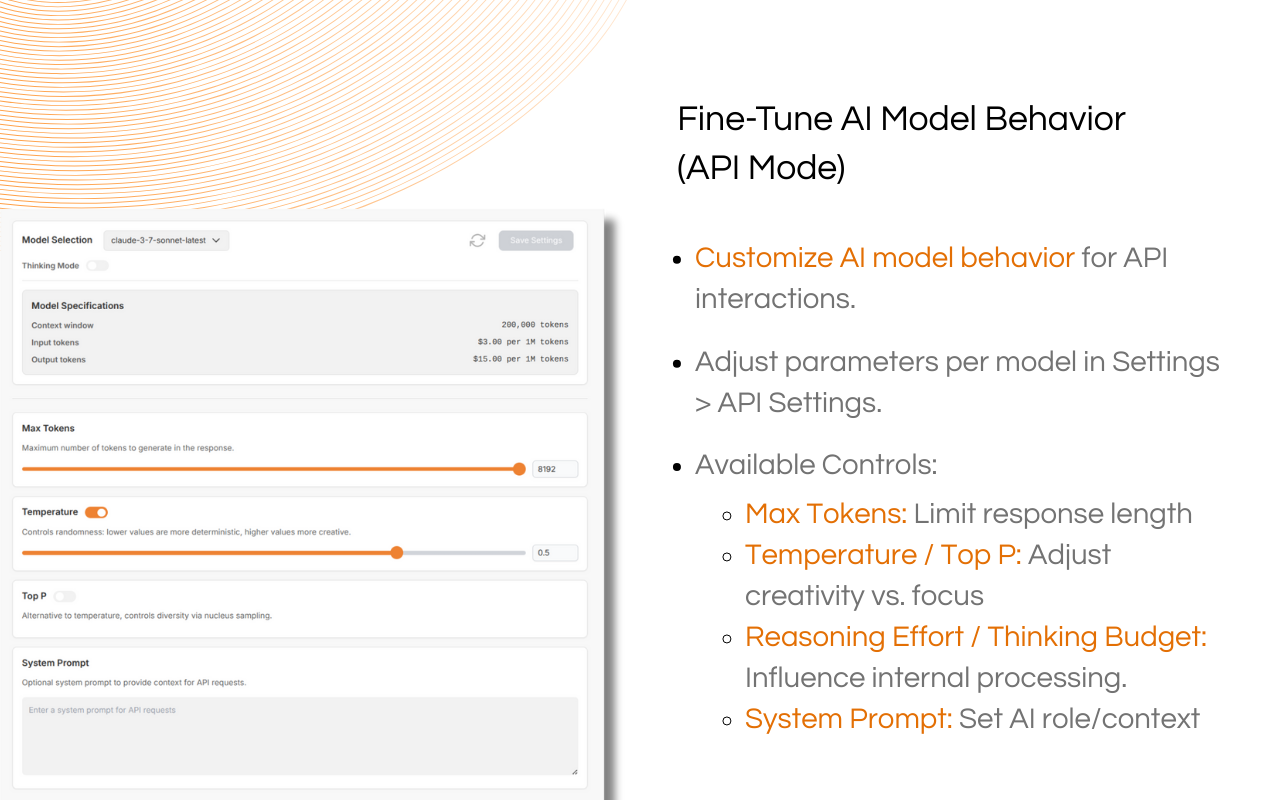 Fine-Tune AI Model Behavior
(API Mode)
Customize AI model behavior for API
interactions.
Adjust parameters per model in Settings
> API Settings.
Available Controls:
Max Tokens: Limit response length
Temperature / Top P: Adjust
creativity vs. focus
Reasoning Effort / Thinking Budget:
Influence internal processing.
System Prompt: Set AI role/context
Model Selection claude-3-7-sonnet-latest Save Settings
Thinking Mode
Model Specifications
Context window 200,000 tokens
Input tokens $3.00 per 1M tokens
Output tokens $15.00 per 1M tokens
Max Tokens
Maximum number of tokens to generate in the response.
8192
Temperature
Controls randomness: lower values are more deterministic, higher values more creative.
0.5
Top P
Alternative to temperature, controls diversity via nucleus sampling.
System Prompt
Optional system prompt to provide context for API requests.
Enter a system prompt for API requests